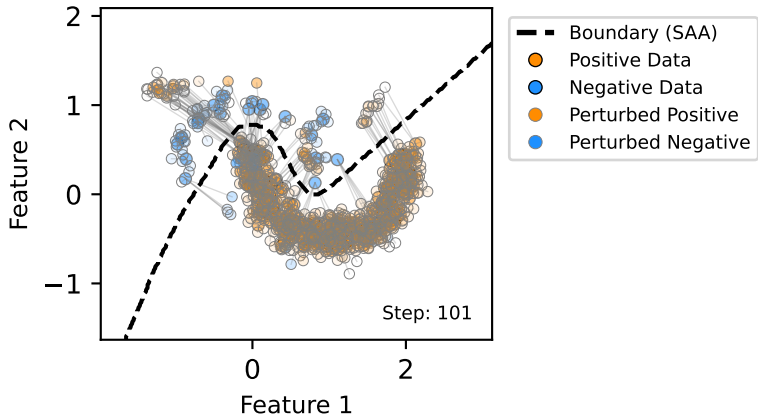 2
1
0
−1
0
2
Feature 2
Feature 1
Step: 101
Boundary (SAA)
Positive Data
Negative Data
Perturbed Positive
Perturbed Negative